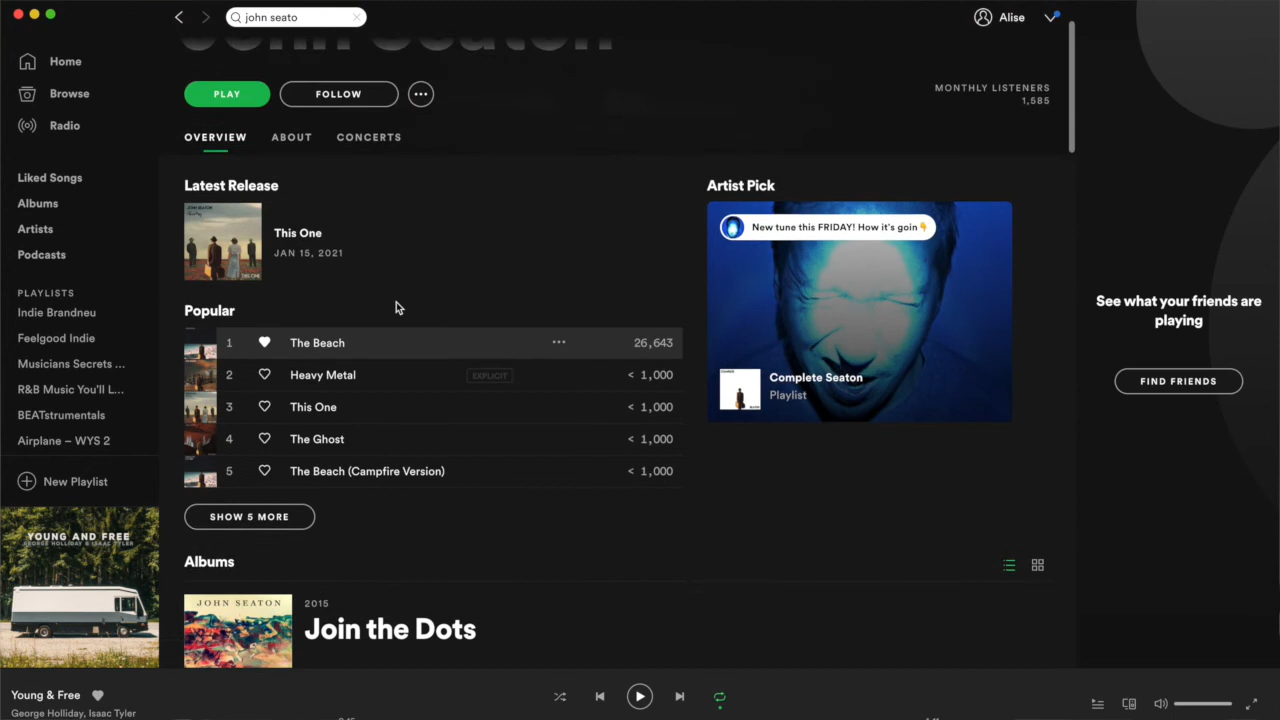 john seato
Alise
John Seaton
Home
Browse
Radio
PLAY
FOLLOW
MONTHLY LISTENERS
1,585
OVERVIEW
ABOUT
CONCERTS
Liked Songs
Albums
Artists
Podcasts
PLAYLISTS
Indie Brandneu
Feelgood Indie
Musicians Secrets ...
R&B Music You'll L...
BEATstrumentals
Airplane – WYS 2
New Playlist
Latest Release
JOHN SEATON
THIS ONE
This One
JAN 15, 2021
Popular
1 The Beach 26,643
2 Heavy Metal EXPLICIT < 1,000
3 This One < 1,000
4 The Ghost < 1,000
5 The Beach (Campfire Version) < 1,000
SHOW 5 MORE
Artist Pick
New tune this FRIDAY! How it's goin👇
Complete Seaton
Playlist
See what your friends are
playing
FIND FRIENDS
Albums
JOHN SEATON
2015
Join the Dots
YOUNG AND FREE
GEORGE HOLLIDAY & ISAAC TYLER
Young & Free
George Holliday, Isaac Tyler